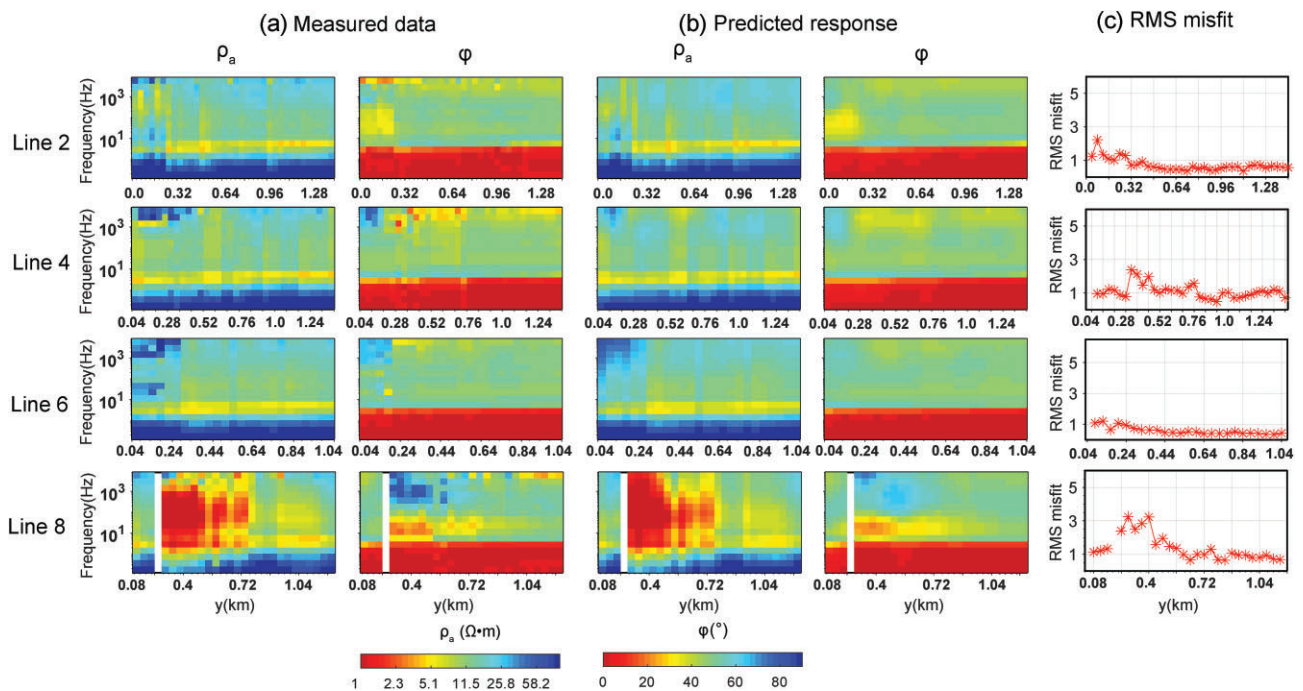 (a) Measured data (b) Predicted response (c) RMS misfit
ρₐ φ ρₐ φ
Line 2
Frequency(Hz)
10³
10¹
0.0 0.32 0.64 0.96 1.28
0.0 0.32 0.64 0.96 1.28
0.0 0.32 0.64 0.96 1.28
0.0 0.32 0.64 0.96 1.28
RMS misfit
5
3
1
0.0 0.32 0.64 0.96 1.28
Line 4
Frequency(Hz)
10³
10¹
0.04 0.28 0.52 0.76 1.0 1.24
0.04 0.28 0.52 0.76 1.0 1.24
0.04 0.28 0.52 0.76 1.0 1.24
0.04 0.28 0.52 0.76 1.0 1.24
RMS misfit
5
3
1
0.04 0.28 0.52 0.76 1.0 1.24
Line 6
Frequency(Hz)
10³
10¹
0.04 0.24 0.44 0.64 0.84 1.04
0.04 0.24 0.44 0.64 0.84 1.04
0.04 0.24 0.44 0.64 0.84 1.04
0.04 0.24 0.44 0.64 0.84 1.04
RMS misfit
5
3
1
0.04 0.24 0.44 0.64 0.84 1.04
Line 8
Frequency(Hz)
10³
10¹
0.08 0.4 0.72 1.04
0.08 0.4 0.72 1.04
0.08 0.4 0.72 1.04
0.08 0.4 0.72 1.04
RMS misfit
5
3
1
0.08 0.4 0.72 1.04
y(km) y(km) y(km) y(km) y(km)
ρₐ (Ω•m)
1 2.3 5.1 11.5 25.8 58.2
φ(°)
0 20 40 60 80